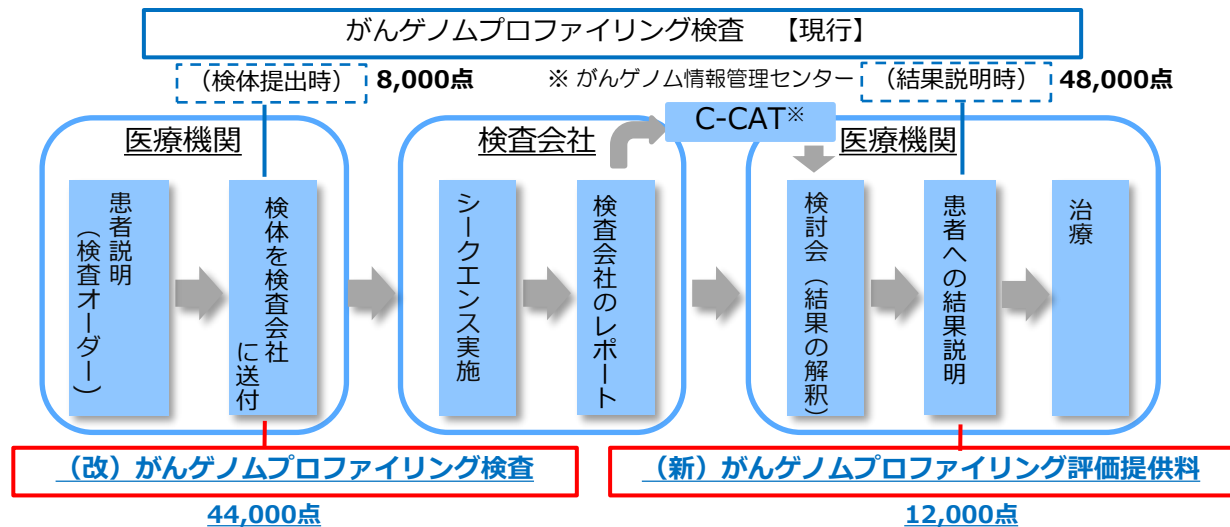 がんゲノムプロファイリング検査　【現行】
（検体提出時）
8,000点
※ がんゲノム情報管理センター
（結果説明時）
48,000点
医療機関
検査会社
C-CAT※
医療機関
患者説明
（検査オーダー）
検体を検査会社
に送付
シークエンス実施
検査会社のレポート
検討会（結果の解釈）
患者への結果説明
治療
（改）がんゲノムプロファイリング検査
（新）がんゲノムプロファイリング評価提供料
44,000点
12,000点